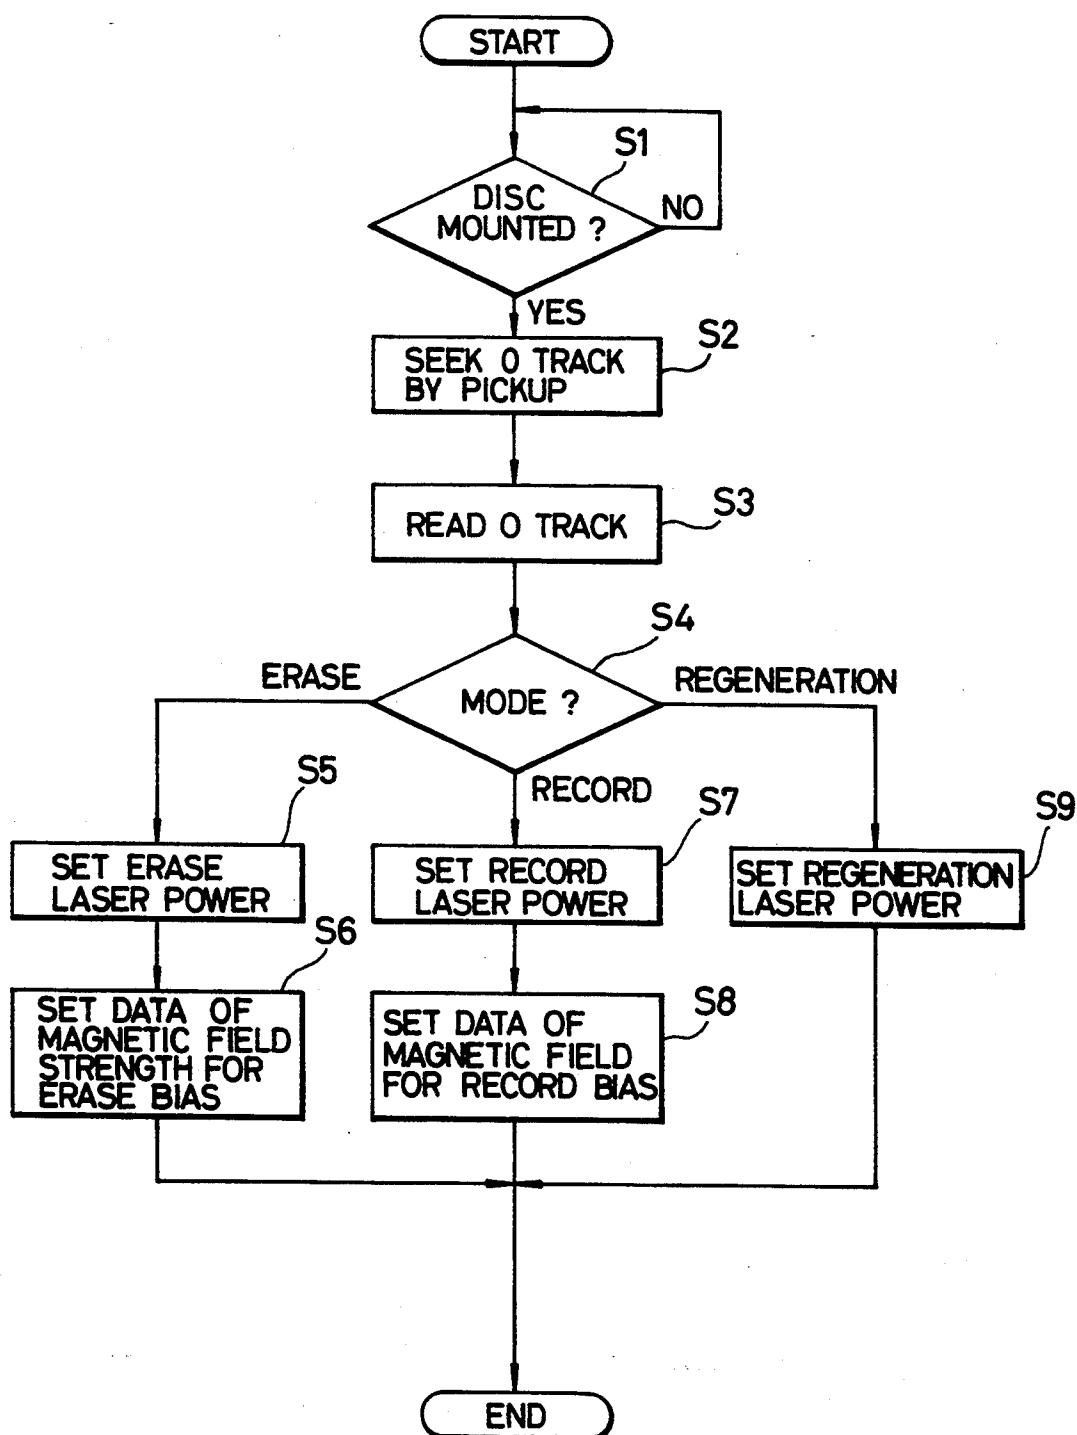 START
S1
DISC
MOUNTED ?
NO
YES
S2
SEEK 0 TRACK
BY PICKUP
S3
READ 0 TRACK
S4
ERASE
MODE ?
REGENERATION
RECORD
S5
SET ERASE
LASER POWER
S7
SET RECORD
LASER POWER
S9
SET REGENERATION
LASER POWER
S6
SET DATA OF
MAGNETIC FIELD
STRENGTH FOR
ERASE BIAS
S8
SET DATA OF
MAGNETIC FIELD
FOR RECORD BIAS
END